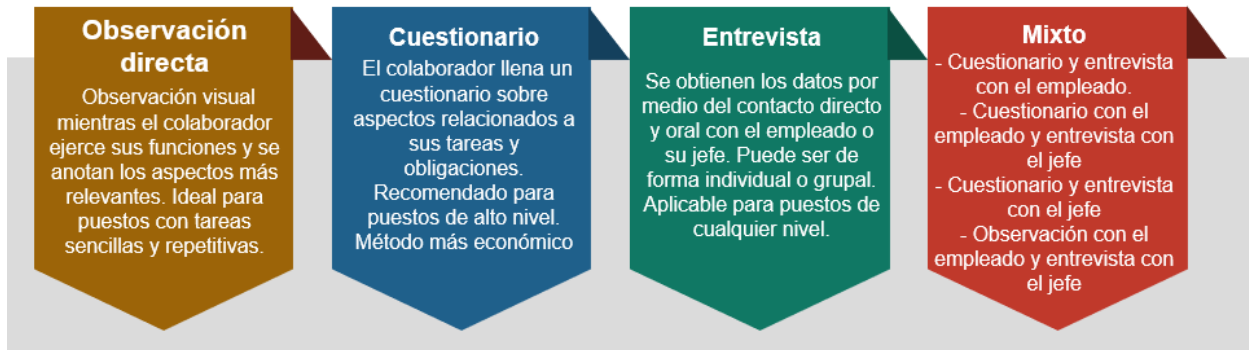 Observación
directa
Observación visual
mientras el colaborador
ejerce sus funciones y se
anotan los aspectos más
relevantes. Ideal para
puestos con tareas
sencillas y repetitivas.
Cuestionario
El colaborador llena un
cuestionario sobre
aspectos relacionados a
sus tareas y
obligaciones.
Recomendado para
puestos de alto nivel.
Método más económico
Entrevista
Se obtienen los datos por
medio del contacto directo
y oral con el empleado o
su jefe. Puede ser de
forma individual o grupal.
Aplicable para puestos de
cualquier nivel.
Mixto
- Cuestionario y entrevista
con el empleado.
- Cuestionario con el
empleado y entrevista con
el jefe
- Cuestionario y entrevista
con el jefe
- Observación con el
empleado y entrevista con
el jefe